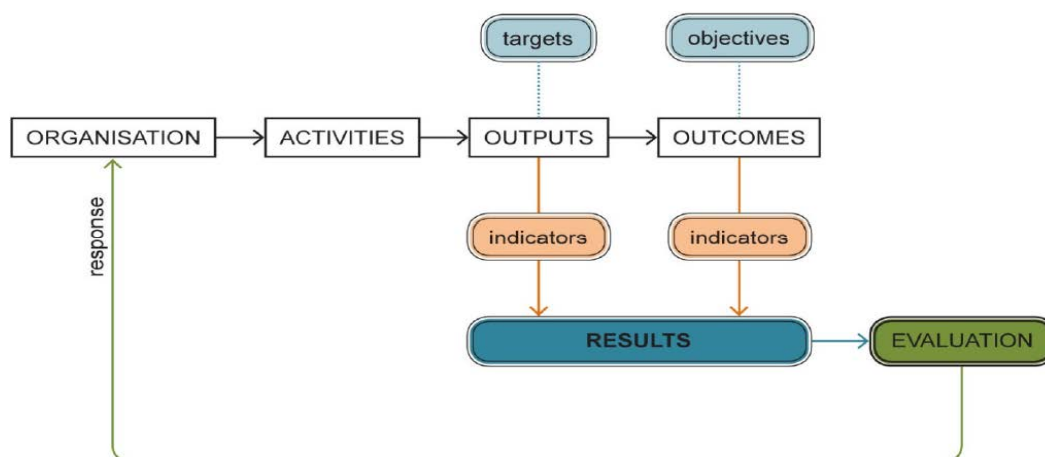 targets
objectives
ORGANISATION
ACTIVITIES
OUTPUTS
OUTCOMES
response
indicators
indicators
RESULTS
EVALUATION